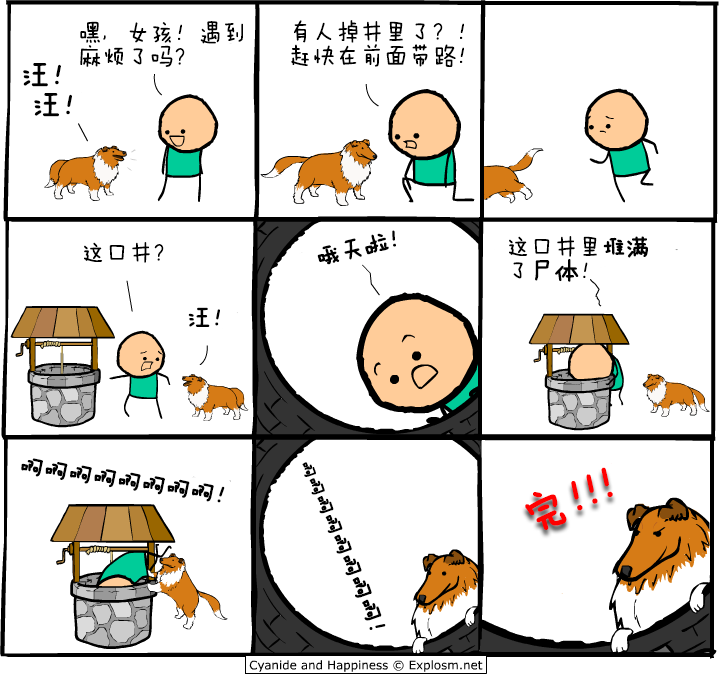 嘿，女孩！遇到
麻烦了吗？
汪！
汪！
有人掉井里了？！
赶快在前面带路！
这口井？
汪！
哦天啦！
这口井里堆满
了尸体！
啊啊啊啊啊啊啊啊！
啊啊啊啊啊啊啊啊！
完！！！
Cyanide and Happiness © Explosm.net